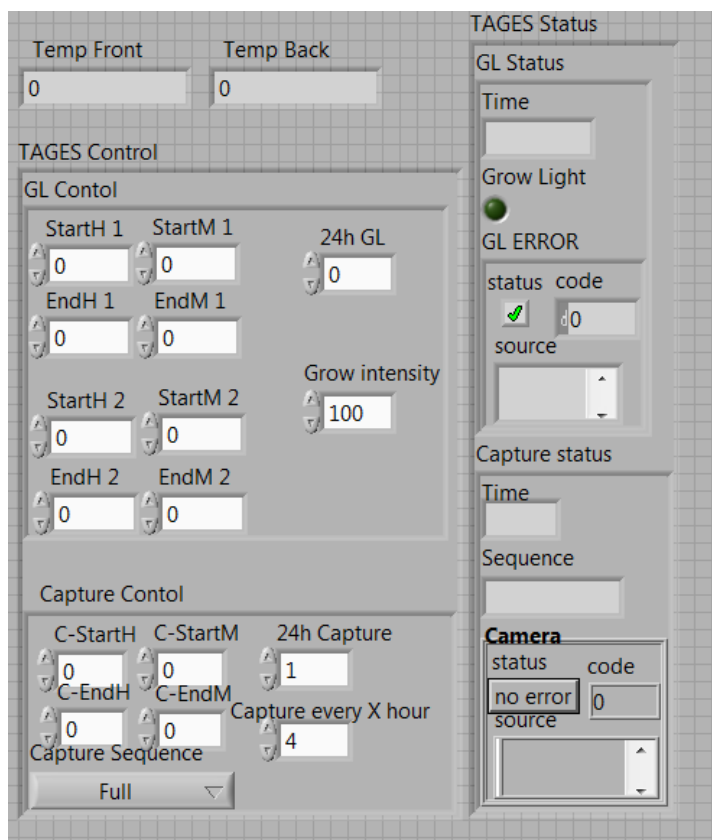 Temp Front
Temp Back
0
0
TAGES Control
GL Contol
StartH 1
StartM 1
24h GL
0
0
0
EndH 1
EndM 1
0
0
Grow intensity
100
StartH 2
StartM 2
0
0
EndH 2
EndM 2
0
0
Capture Contol
C-StartH
C-StartM
24h Capture
0
0
1
C-EndH
C-EndM
Capture every X hour
0
0
4
Capture Sequence
Full
TAGES Status
GL Status
Time
Grow Light
GL ERROR
status
code
d0
source
Capture status
Time
Sequence
Camera
status
code
no error
0
source